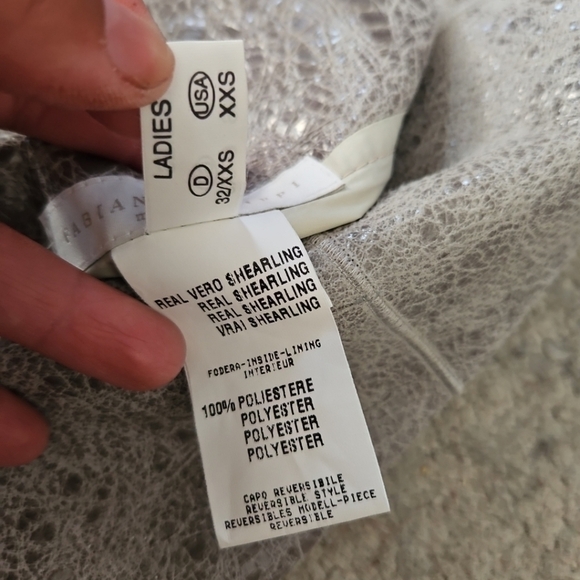 LADIES
USA
XXS
D
32/XXS
REAL VERO SHEARLING
REAL SHEARLING
REAL SHEARLING
VRAI SHEARLING
FODERA-INSIDE-LINING
INTERIEUR
100% POLIESTERE
POLYESTER
POLYESTER
POLYESTER
CAPO REVERSIBILE
REVERSIBLE STYLE
REVERSIBLES MODELL-PIECE
REVERSIBLE